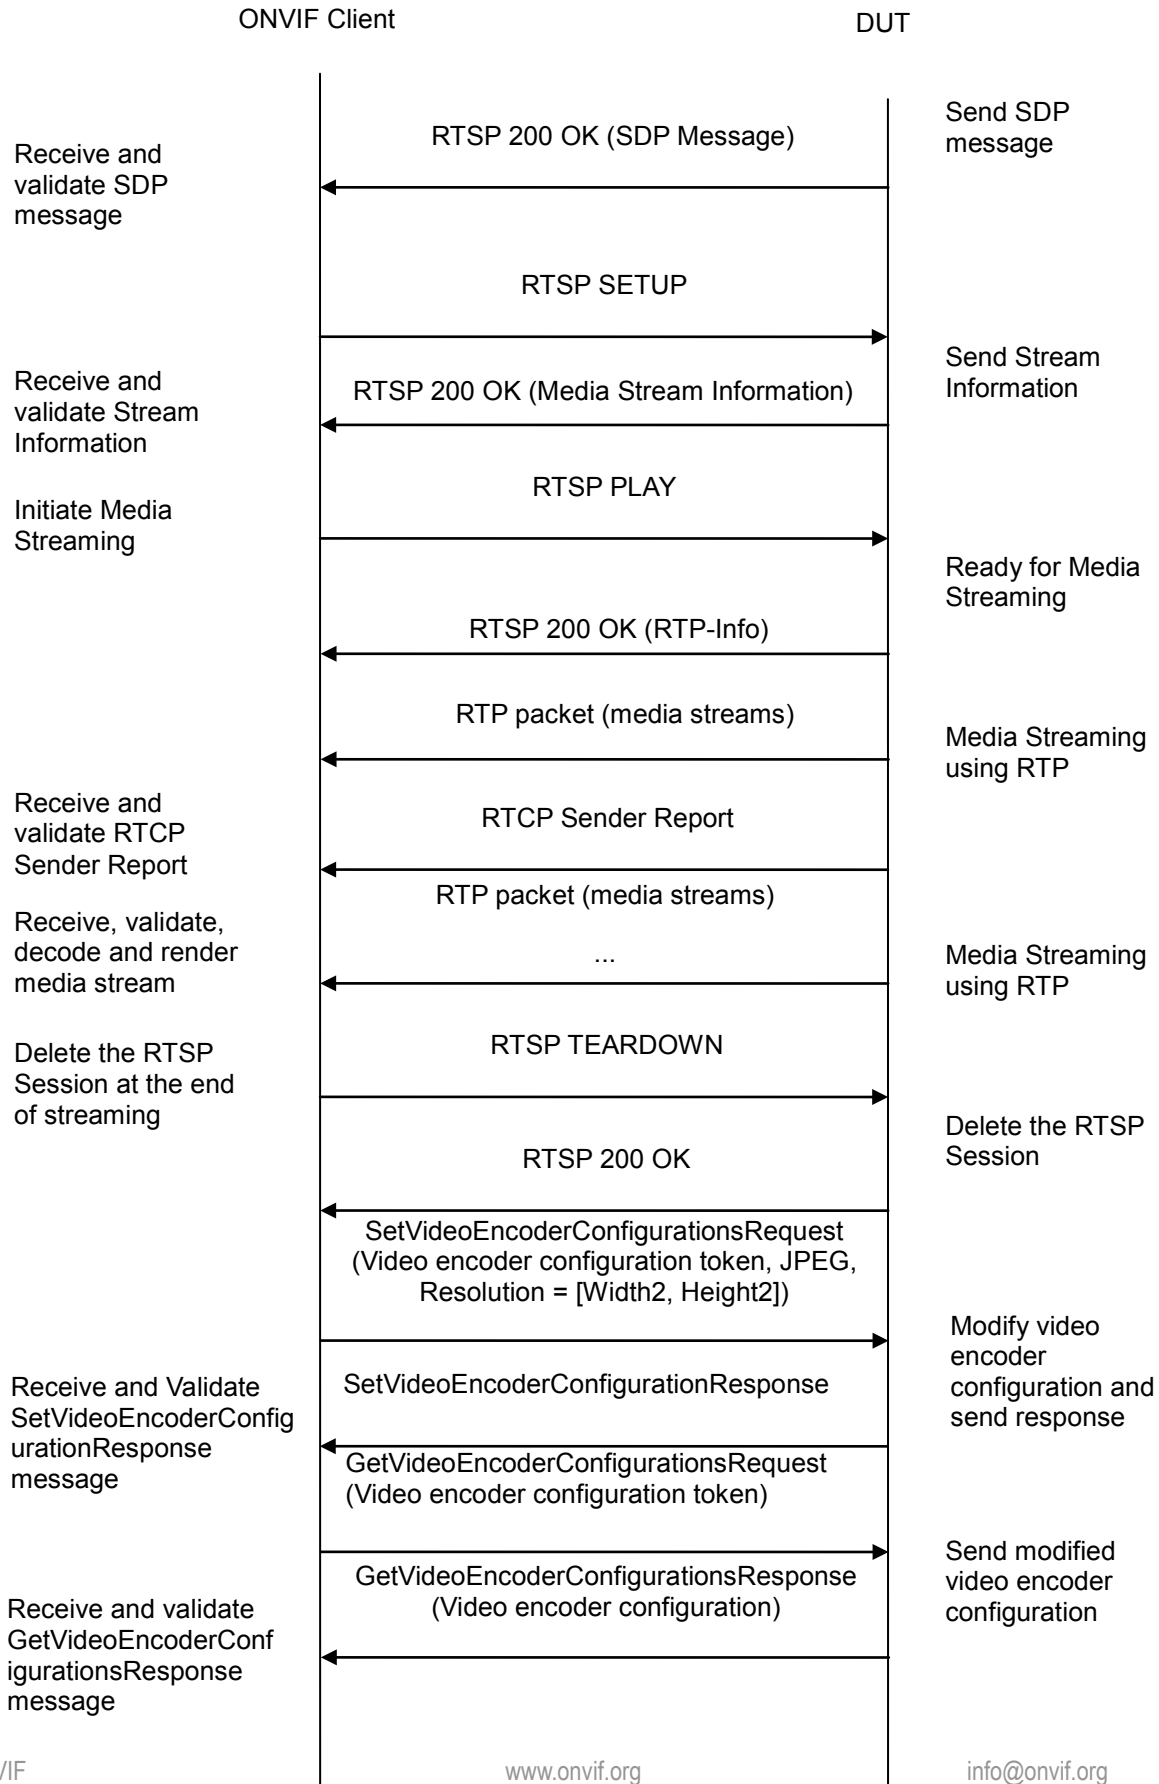 ONVIF Client
DUT
Send SDP
message
RTSP 200 OK (SDP Message)
Receive and
validate SDP
message
RTSP SETUP
Send Stream
Information
Receive and
validate Stream
Information
RTSP 200 OK (Media Stream Information)
RTSP PLAY
Initiate Media
Streaming
Ready for Media
Streaming
RTSP 200 OK (RTP-Info)
RTP packet (media streams)
Media Streaming
using RTP
Receive and
validate RTCP
Sender Report
RTCP Sender Report
RTP packet (media streams)
...
Receive, validate,
decode and render
media stream
Media Streaming
using RTP
RTSP TEARDOWN
Delete the RTSP
Session at the end
of streaming
Delete the RTSP
Session
RTSP 200 OK
SetVideoEncoderConfigurationsRequest
(Video encoder configuration token, JPEG,
Resolution = [Width2, Height2])
Modify video
encoder
configuration and
send response
SetVideoEncoderConfigurationResponse
Receive and Validate
SetVideoEncoderConfig
urationResponse
message
GetVideoEncoderConfigurationsRequest
(Video encoder configuration token)
Send modified
video encoder
configuration
GetVideoEncoderConfigurationsResponse
(Video encoder configuration)
Receive and validate
GetVideoEncoderConf
igurationsResponse
message
/IF
www.onvif.org
info@onvif.org